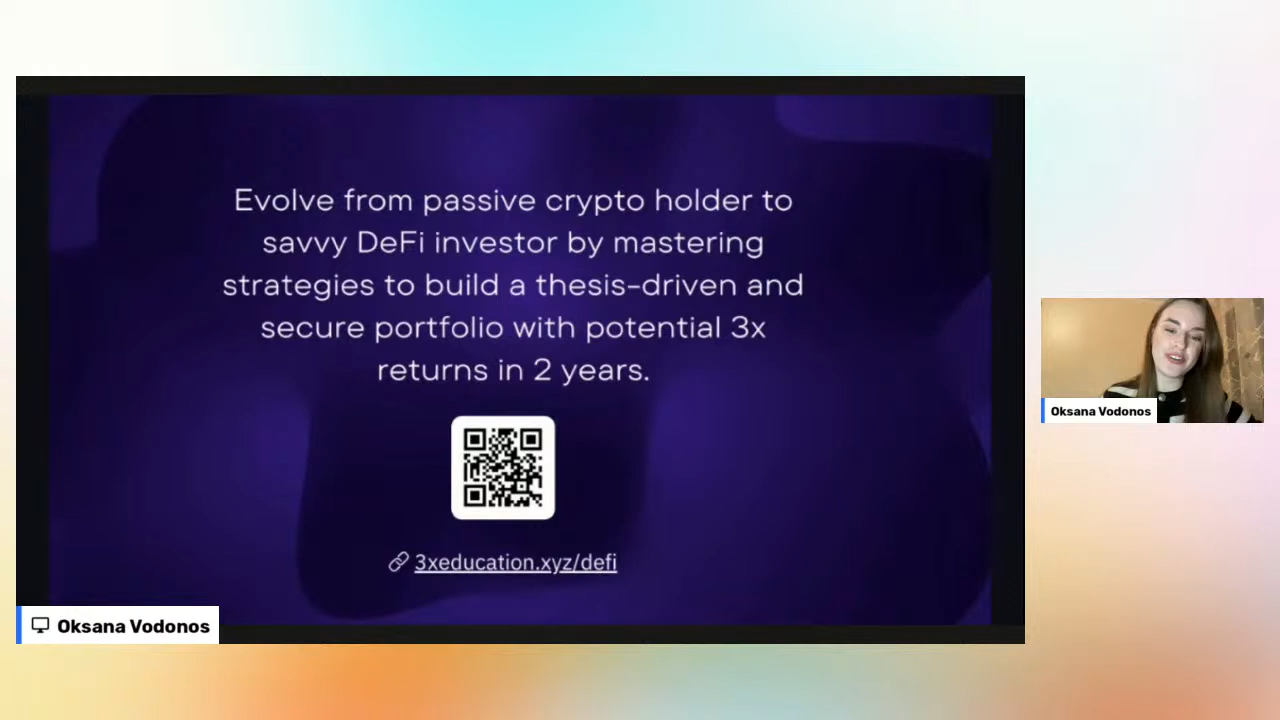 Evolve from passive crypto holder to
savvy DeFi investor by mastering
strategies to build a thesis-driven and
secure portfolio with potential 3x
returns in 2 years.
3xeducation.xyz/defi
Oksana Vodonos
Oksana Vodonos